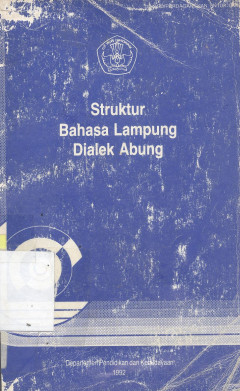 Struktur
Bahasa Lampung
Dialek Abung
Departemen Pendidikan dan Kebudayaan
1992